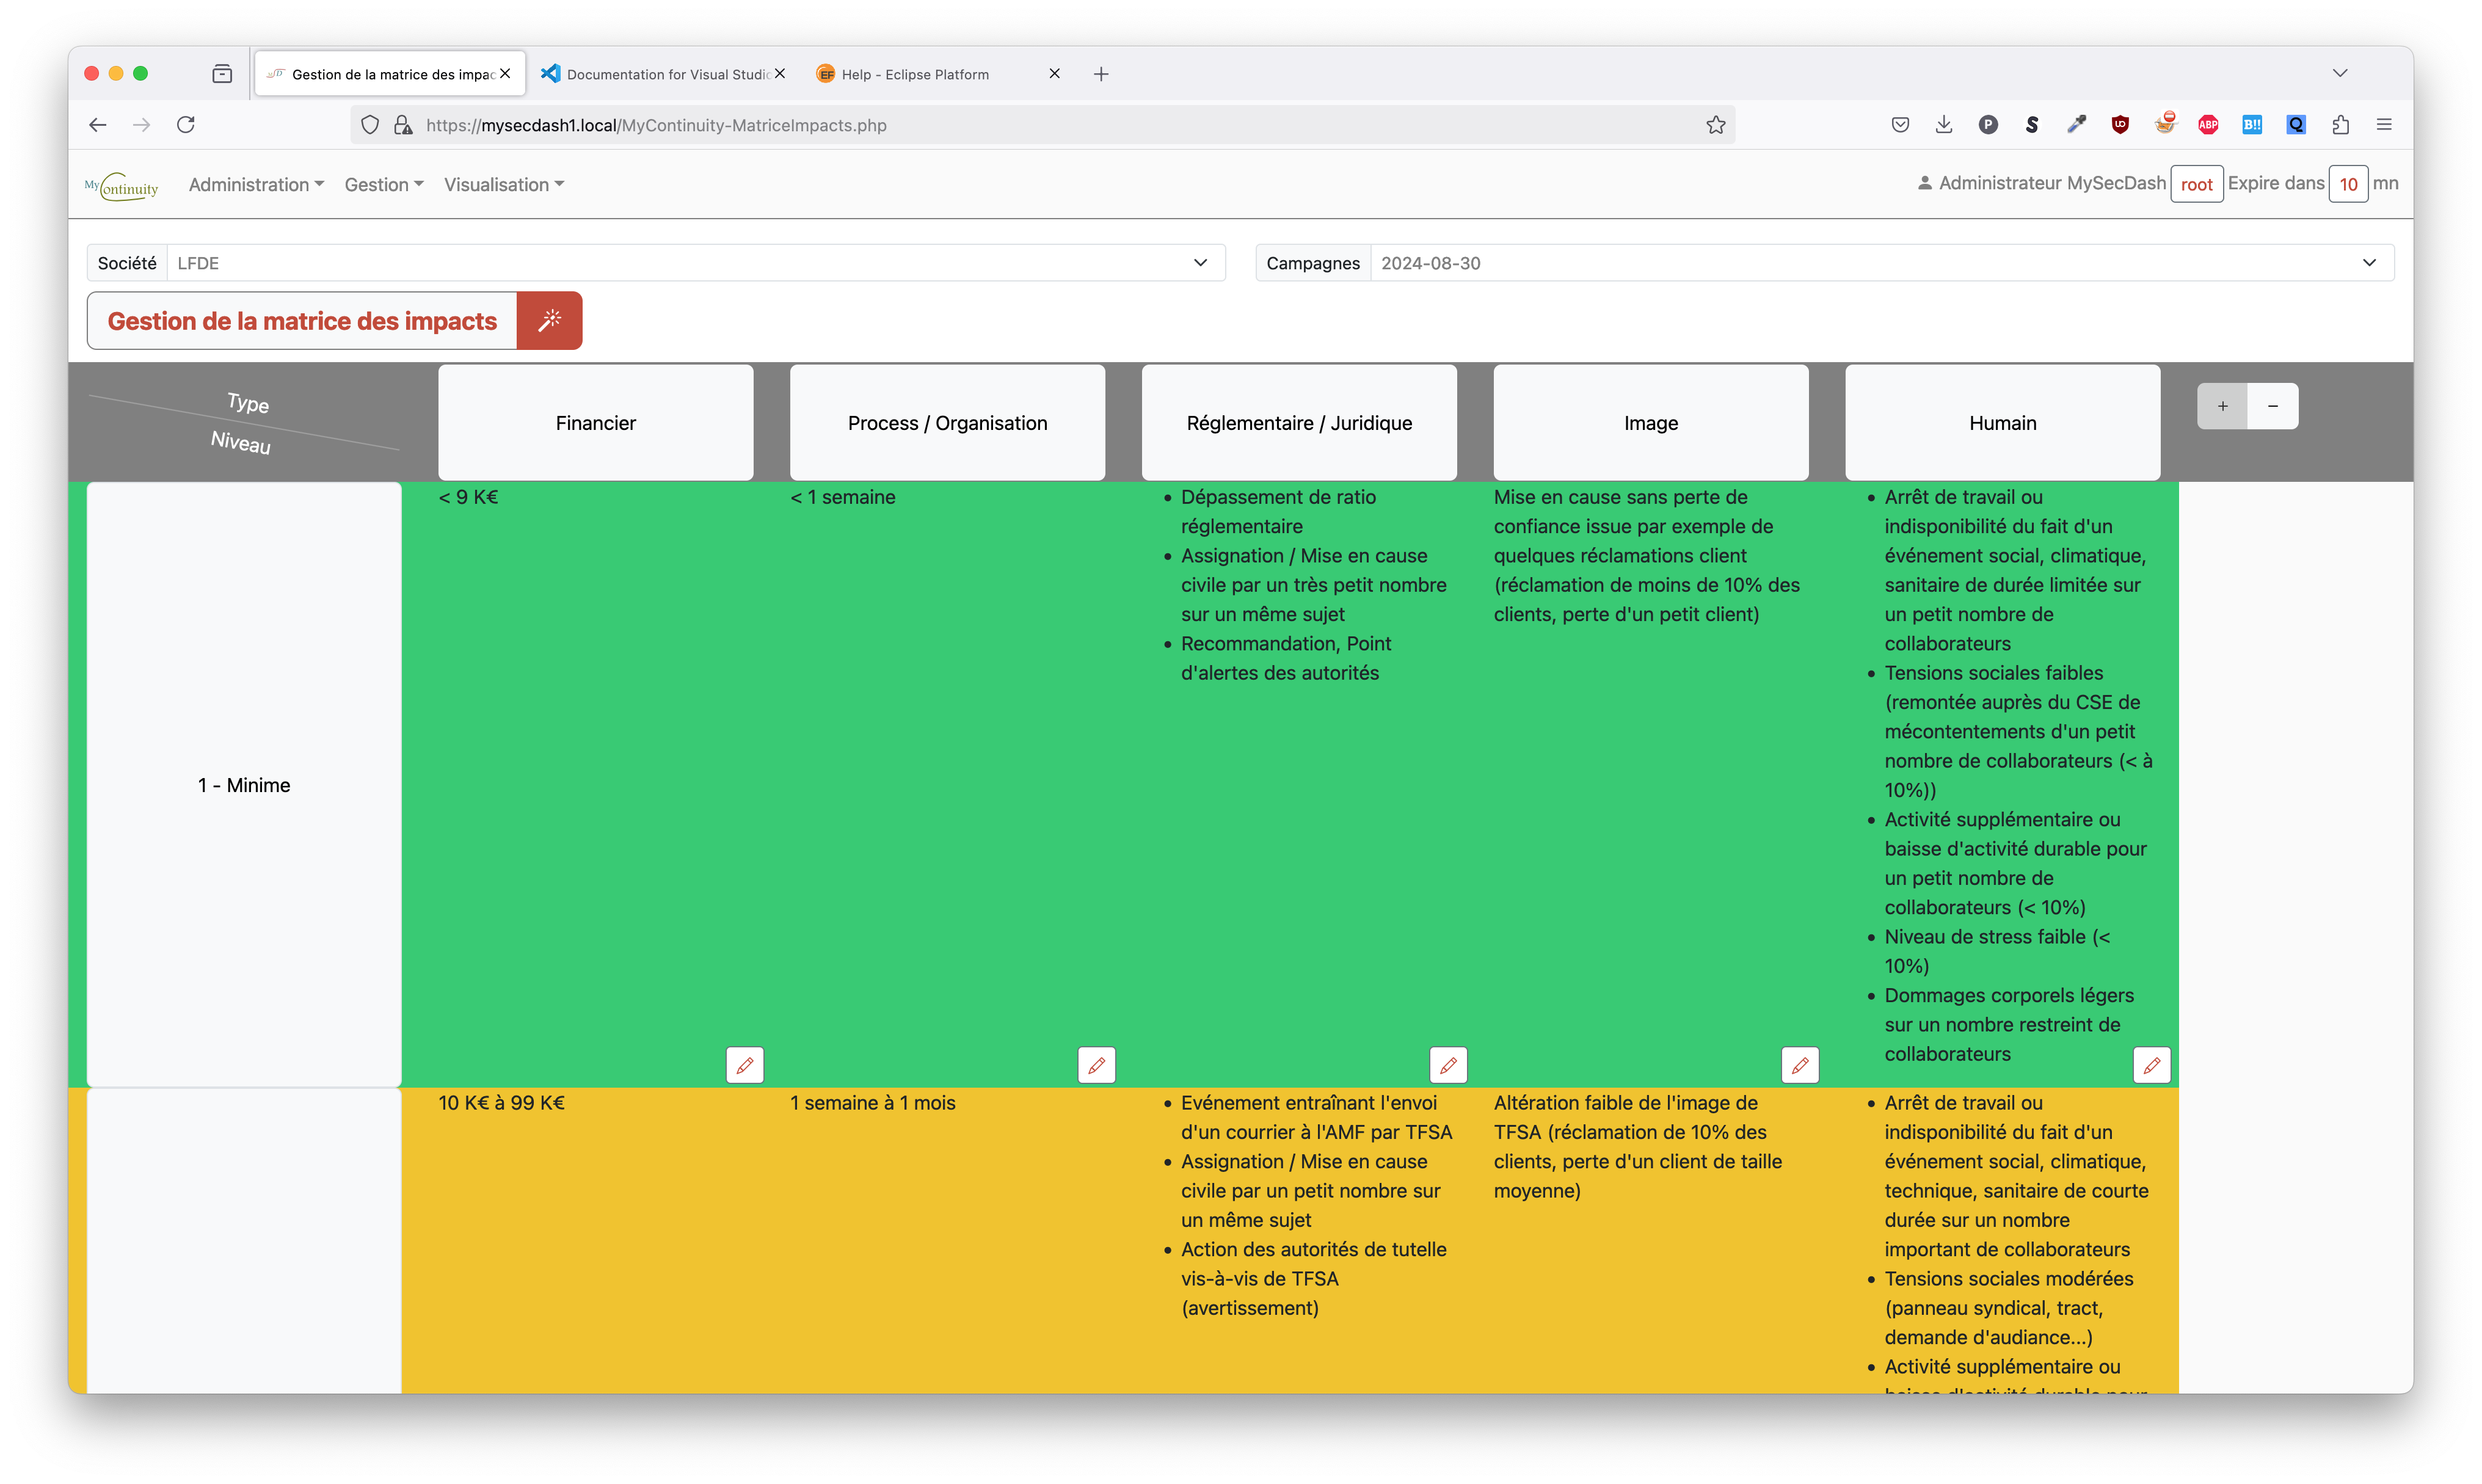 Gestion de la matrice des impac
Documentation for Visual Studio
Help - Eclipse Platform
https://mysecdash1.local/MyContinuity-MatriceImpacts.php
MyContinuity
Administration
Gestion
Visualisation
Administrateur MySecDash root Expire dans 10 mn
Société
LFDE
Campagnes
2024-08-30
Gestion de la matrice des impacts
Type
Niveau
Financier
Process / Organisation
Réglementaire / Juridique
Image
Humain
+
−
1 - Minime
< 9 K€
< 1 semaine
• Dépassement de ratio
réglementaire
• Assignation / Mise en cause
civile par un très petit nombre
sur un même sujet
• Recommandation, Point
d'alertes des autorités
Mise en cause sans perte de
confiance issue par exemple de
quelques réclamations client
(réclamation de moins de 10% des
clients, perte d'un petit client)
• Arrêt de travail ou
indisponibilité du fait d'un
événement social, climatique,
sanitaire de durée limitée sur
un petit nombre de
collaborateurs
• Tensions sociales faibles
(remontée auprès du CSE de
mécontentements d'un petit
nombre de collaborateurs (< à
10%))
• Activité supplémentaire ou
baisse d'activité durable pour
un petit nombre de
collaborateurs (< 10%)
• Niveau de stress faible (<
10%)
• Dommages corporels légers
sur un nombre restreint de
collaborateurs
10 K€ à 99 K€
1 semaine à 1 mois
• Evénement entraînant l'envoi
d'un courrier à l'AMF par TFSA
• Assignation / Mise en cause
civile par un petit nombre sur
un même sujet
• Action des autorités de tutelle
vis-à-vis de TFSA
(avertissement)
Altération faible de l'image de
TFSA (réclamation de 10% des
clients, perte d'un client de taille
moyenne)
• Arrêt de travail ou
indisponibilité du fait d'un
événement social, climatique,
technique, sanitaire de courte
durée sur un nombre
important de collaborateurs
• Tensions sociales modérées
(panneau syndical, tract,
demande d'audiance...)
• Activité supplémentaire ou